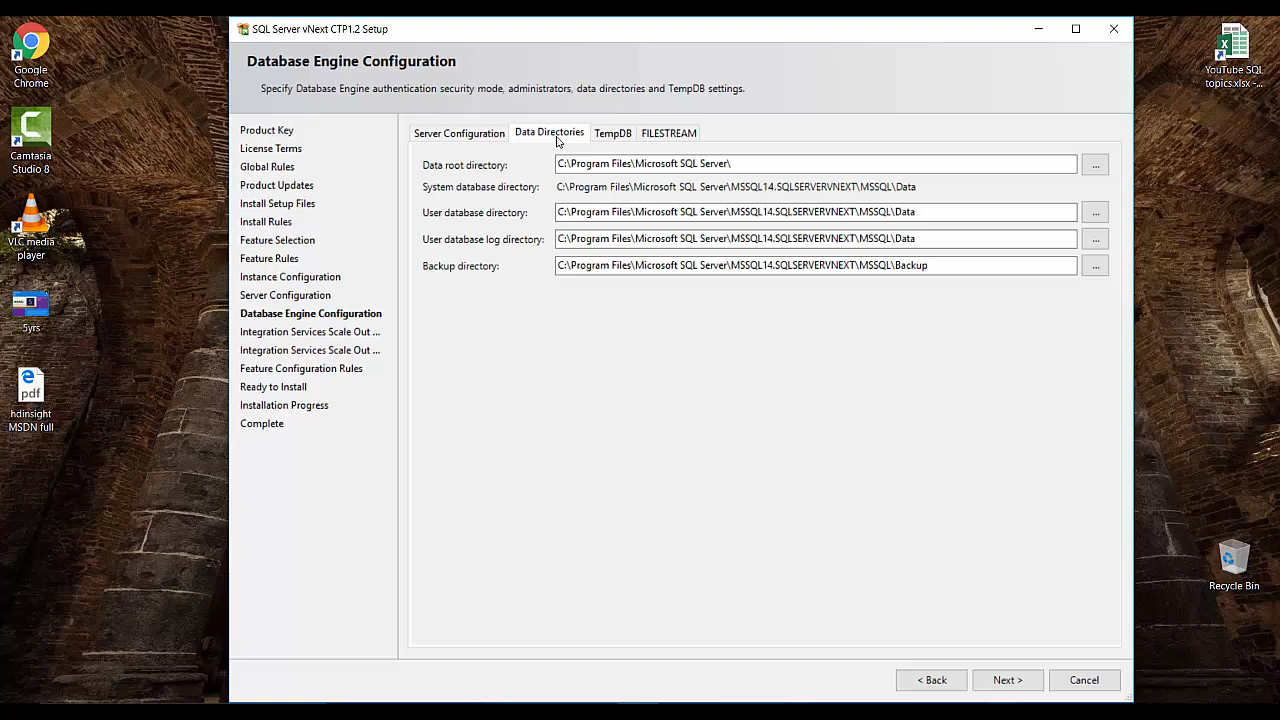 SQL Server vNext CTP1.2 Setup
Database Engine Configuration
Specify Database Engine authentication security mode, administrators, data directories and TempDB settings.
Google
Chrome
Camtasia
Studio 8
VLC media
player
5yrs
pdf
hdinsight
MSDN full
Product Key
License Terms
Global Rules
Product Updates
Install Setup Files
Install Rules
Feature Selection
Feature Rules
Instance Configuration
Server Configuration
Database Engine Configuration
Integration Services Scale Out ...
Integration Services Scale Out ...
Feature Configuration Rules
Ready to Install
Installation Progress
Complete
Server Configuration Data Directories TempDB FILESTREAM
Data root directory: C:\Program Files\Microsoft SQL Server\ ...
System database directory: C:\Program Files\Microsoft SQL Server\MSSQL14.SQLSERVERVNEXT\MSSQL\Data
User database directory: C:\Program Files\Microsoft SQL Server\MSSQL14.SQLSERVERVNEXT\MSSQL\Data ...
User database log directory: C:\Program Files\Microsoft SQL Server\MSSQL14.SQLSERVERVNEXT\MSSQL\Data ...
Backup directory: C:\Program Files\Microsoft SQL Server\MSSQL14.SQLSERVERVNEXT\MSSQL\Backup ...
< Back Next > Cancel
YouTube SQL
topics.xlsx -...
Recycle Bin